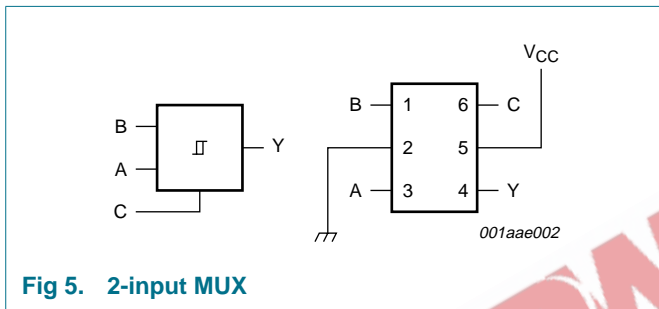 VCC
B
A
C
Y
B 1 6 C
2 5
A 3 4 Y
001aae002
Fig 5. 2-input MUX